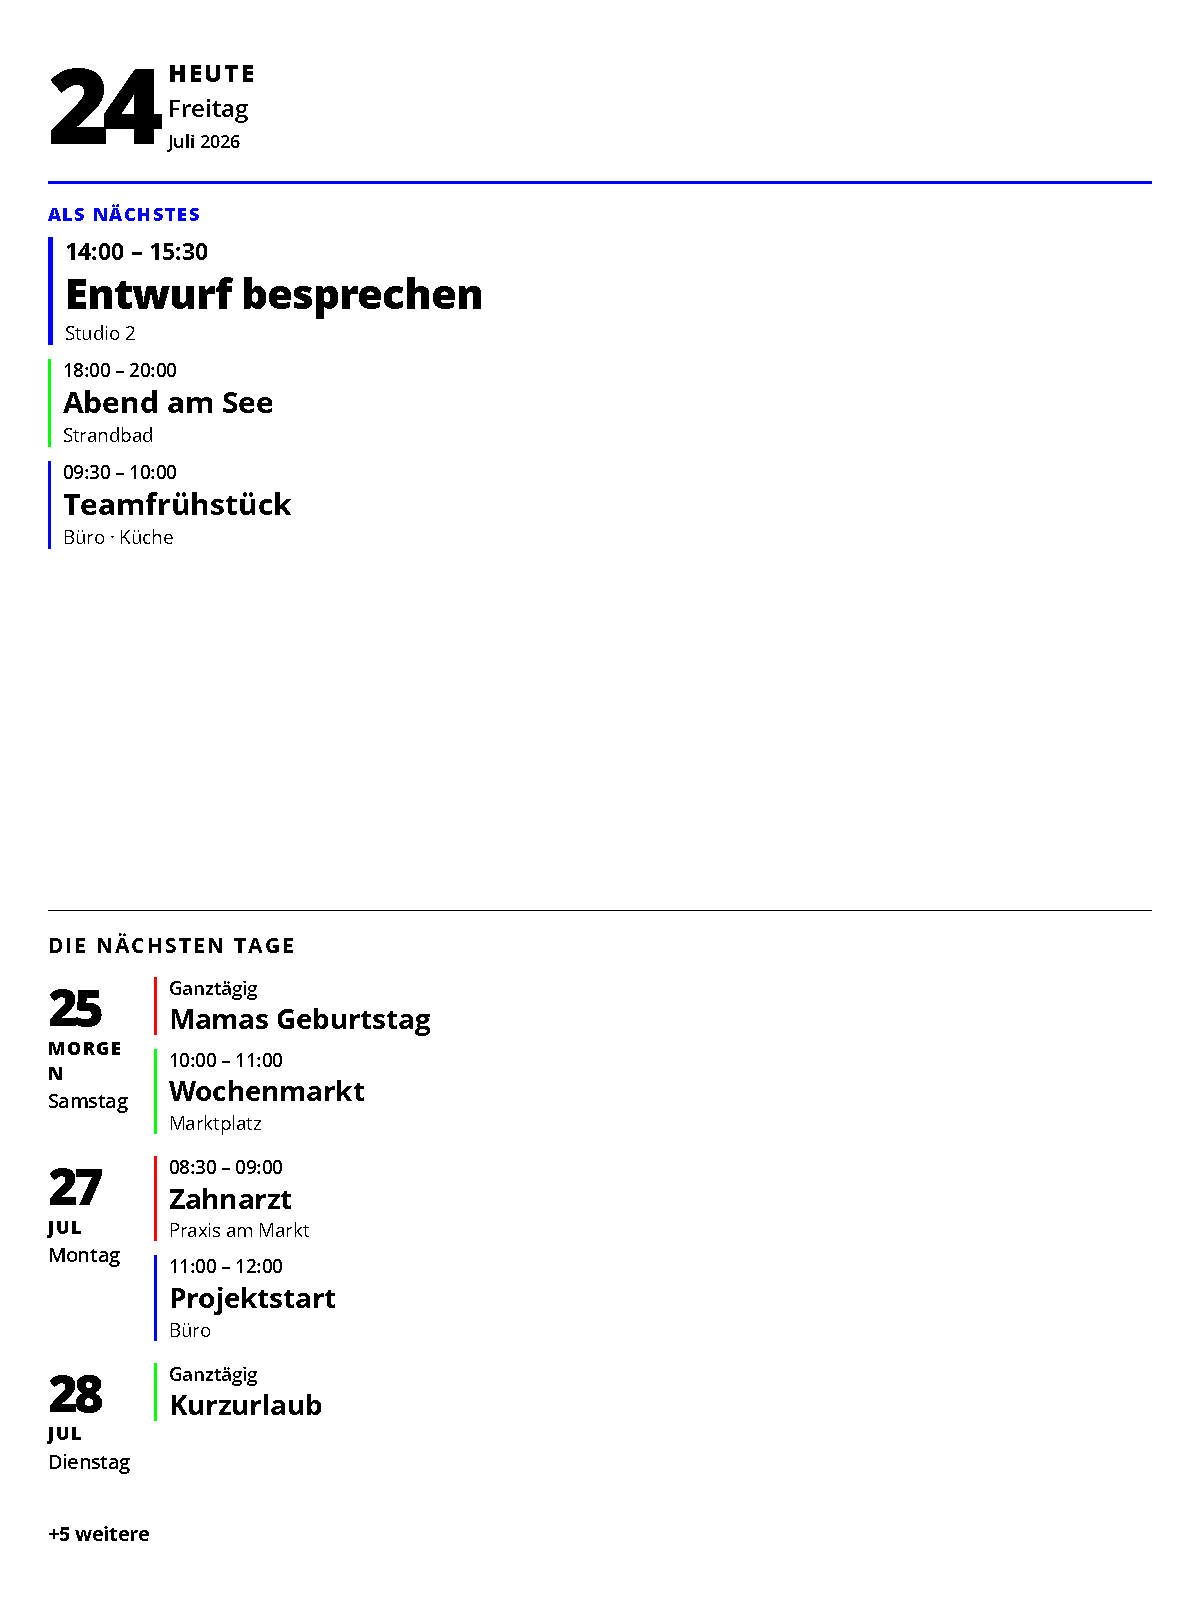 24
HEUTE
Freitag
Juli 2026
ALS NÄCHSTES
14:00 – 15:30
Entwurf besprechen
Studio 2
18:00 – 20:00
Abend am See
Strandbad
09:30 – 10:00
Teamfrühstück
Büro · Küche
DIE NÄCHSTEN TAGE
25
MORGE
N
Samstag
Ganztägig
Mamas Geburtstag
10:00 – 11:00
Wochenmarkt
Marktplatz
27
JUL
Montag
08:30 – 09:00
Zahnarzt
Praxis am Markt
11:00 – 12:00
Projektstart
Büro
28
JUL
Dienstag
Ganztägig
Kurzurlaub
+5 weitere